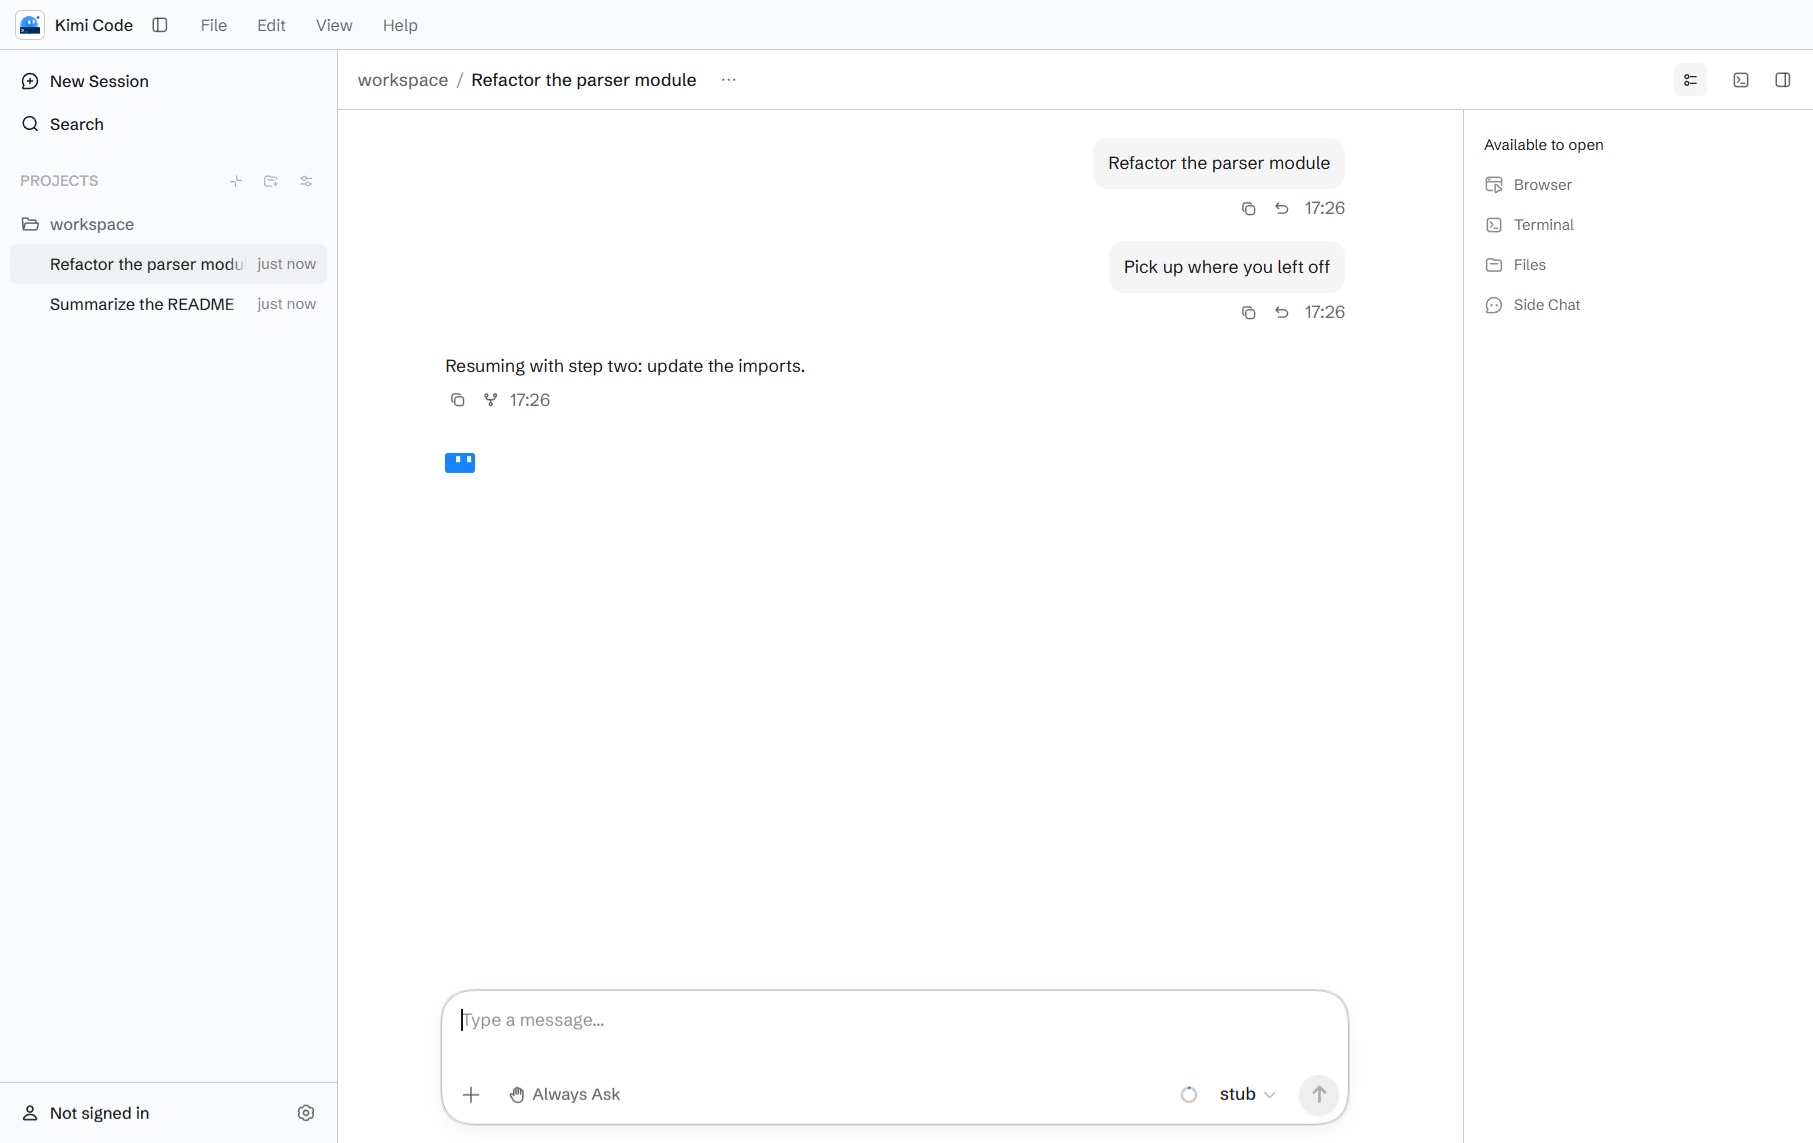 Kimi Code
File
Edit
View
Help
New Session
Search
PROJECTS
workspace
Refactor the parser modu
just now
Summarize the README
just now
Not signed in
workspace / Refactor the parser module
Refactor the parser module
17:26
Pick up where you left off
17:26
Resuming with step two: update the imports.
17:26
Type a message...
Always Ask
stub
Available to open
Browser
Terminal
Files
Side Chat